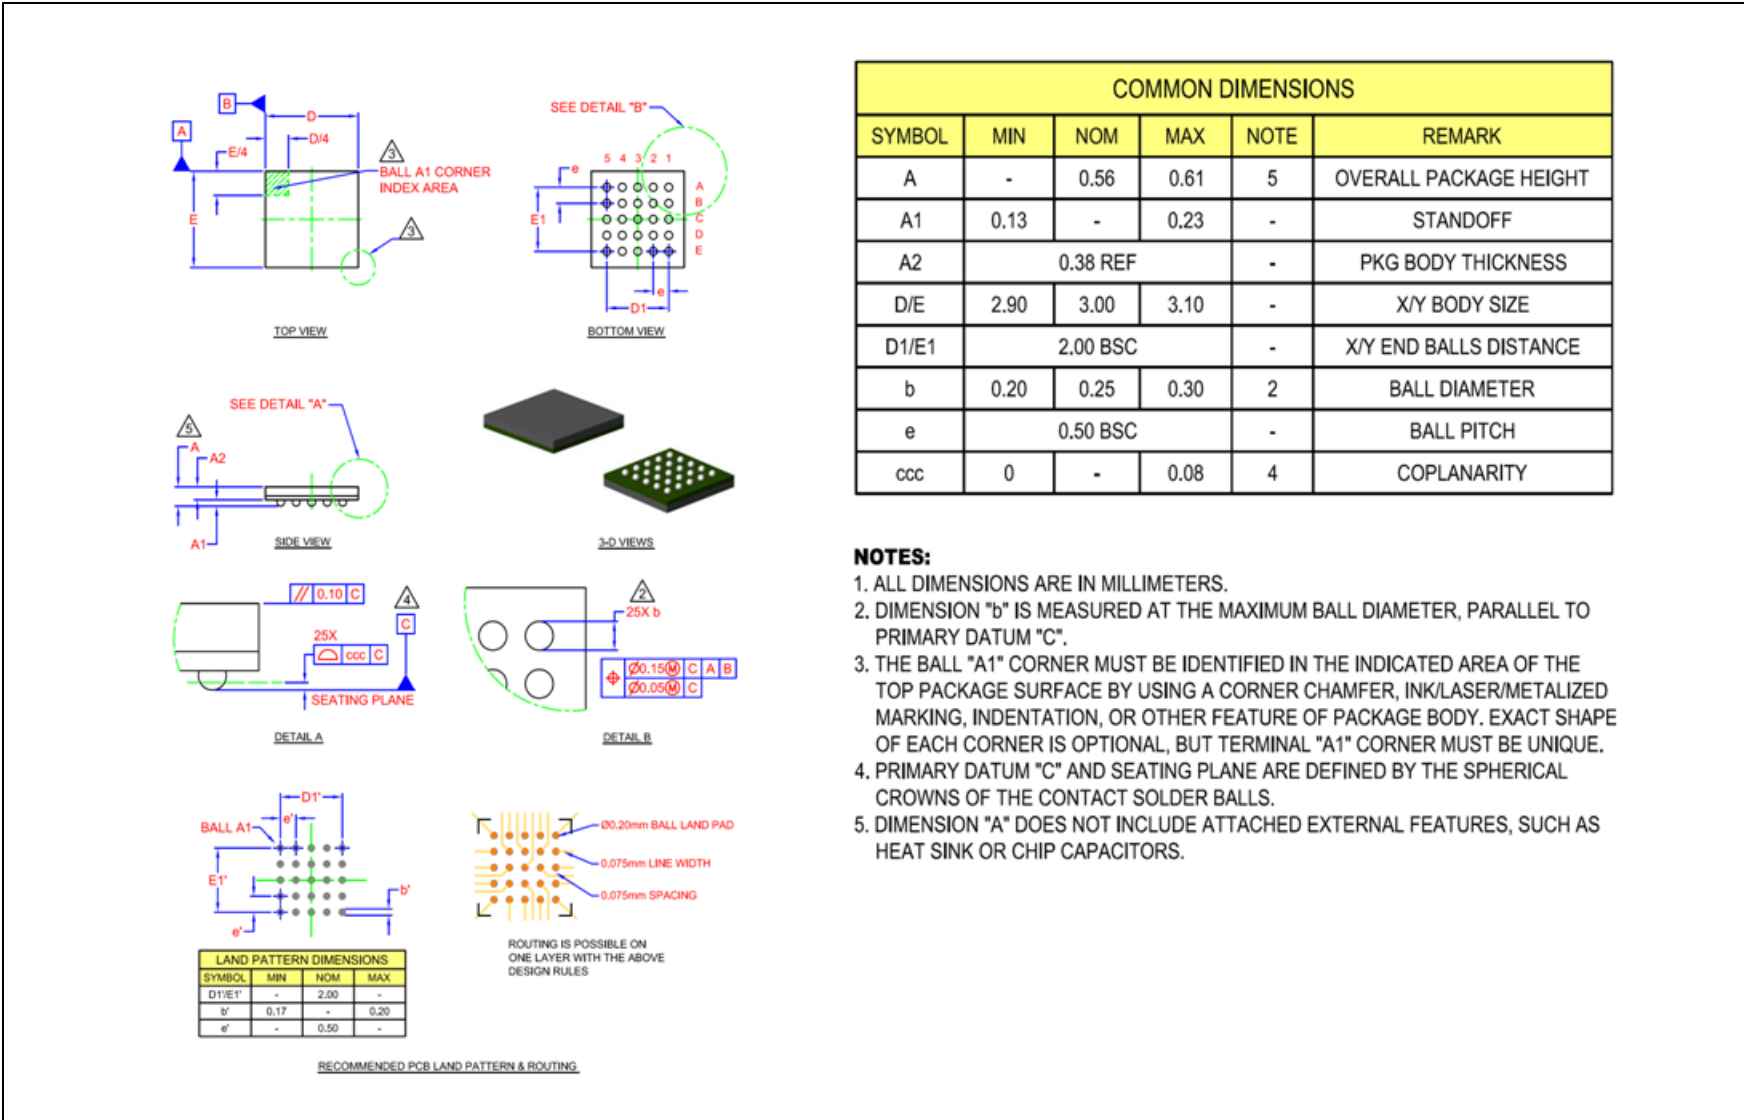 B
D
A
D/4
E/4
3
BALL A1 CORNER
INDEX AREA
E
3
TOP VIEW
SEE DETAIL "B"
5 4 3 2 1
e
A
B
C
D
E
E1
e
D1
BOTTOM VIEW
SEE DETAIL "A"
5
A
A2
A1
SIDE VIEW
3-D VIEWS
// 0.10 C
4
C
25X
ccc C
SEATING PLANE
DETAIL A
2
25X b
Ø0.15Ⓜ C A B
Ø0.05Ⓜ C
DETAIL B
D1'
e'
BALL A1
E1'
b'
e'
Ø0.20mm BALL LAND PAD
0.075mm LINE WIDTH
0.075mm SPACING
ROUTING IS POSSIBLE ON
ONE LAYER WITH THE ABOVE
DESIGN RULES
LAND PATTERN DIMENSIONS
SYMBOL MIN NOM MAX
D1'/E1' - 2.00 -
b' 0.17 - 0.20
e' - 0.50 -
RECOMMENDED PCB LAND PATTERN & ROUTING
COMMON DIMENSIONS
SYMBOL MIN NOM MAX NOTE REMARK
A - 0.56 0.61 5 OVERALL PACKAGE HEIGHT
A1 0.13 - 0.23 - STANDOFF
A2 0.38 REF - PKG BODY THICKNESS
D/E 2.90 3.00 3.10 - X/Y BODY SIZE
D1/E1 2.00 BSC - X/Y END BALLS DISTANCE
b 0.20 0.25 0.30 2 BALL DIAMETER
e 0.50 BSC - BALL PITCH
ccc 0 - 0.08 4 COPLANARITY
NOTES:
1. ALL DIMENSIONS ARE IN MILLIMETERS.
2. DIMENSION "b" IS MEASURED AT THE MAXIMUM BALL DIAMETER, PARALLEL TO
PRIMARY DATUM "C".
3. THE BALL "A1" CORNER MUST BE IDENTIFIED IN THE INDICATED AREA OF THE
TOP PACKAGE SURFACE BY USING A CORNER CHAMFER, INK/LASER/METALIZED
MARKING, INDENTATION, OR OTHER FEATURE OF PACKAGE BODY. EXACT SHAPE
OF EACH CORNER IS OPTIONAL, BUT TERMINAL "A1" CORNER MUST BE UNIQUE.
4. PRIMARY DATUM "C" AND SEATING PLANE ARE DEFINED BY THE SPHERICAL
CROWNS OF THE CONTACT SOLDER BALLS.
5. DIMENSION "A" DOES NOT INCLUDE ATTACHED EXTERNAL FEATURES, SUCH AS
HEAT SINK OR CHIP CAPACITORS.